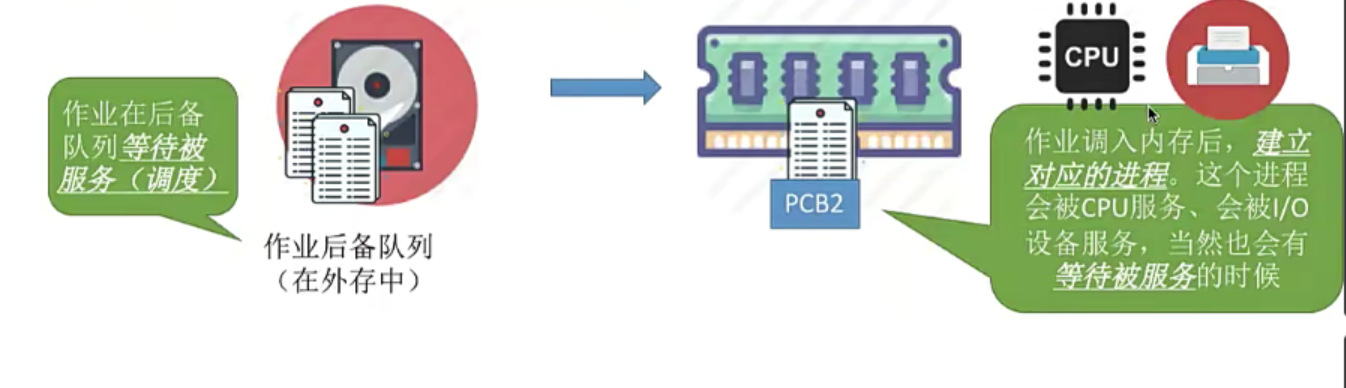 作业在后备
队列等待被
服务（调度）
作业后备队列
（在外存中）
PCB2
CPU
作业调入内存后，建立
对应的进程。这个进程
会被CPU服务、会被I/O
设备服务，当然也会有
等待被服务的时候